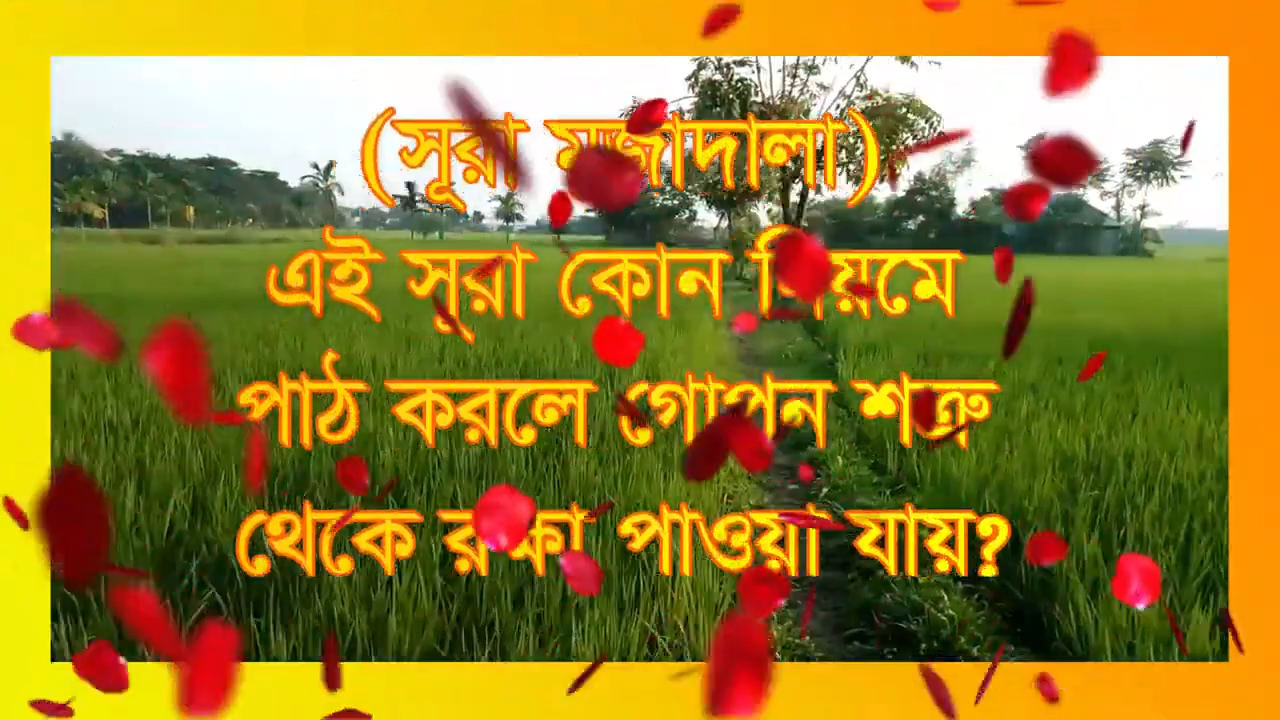 (সূরা মুজাদালা)
এই সূরা কোন নিয়মে
পাঠ করলে গোপন শত্রু
থেকে রক্ষা পাওয়া যায়?